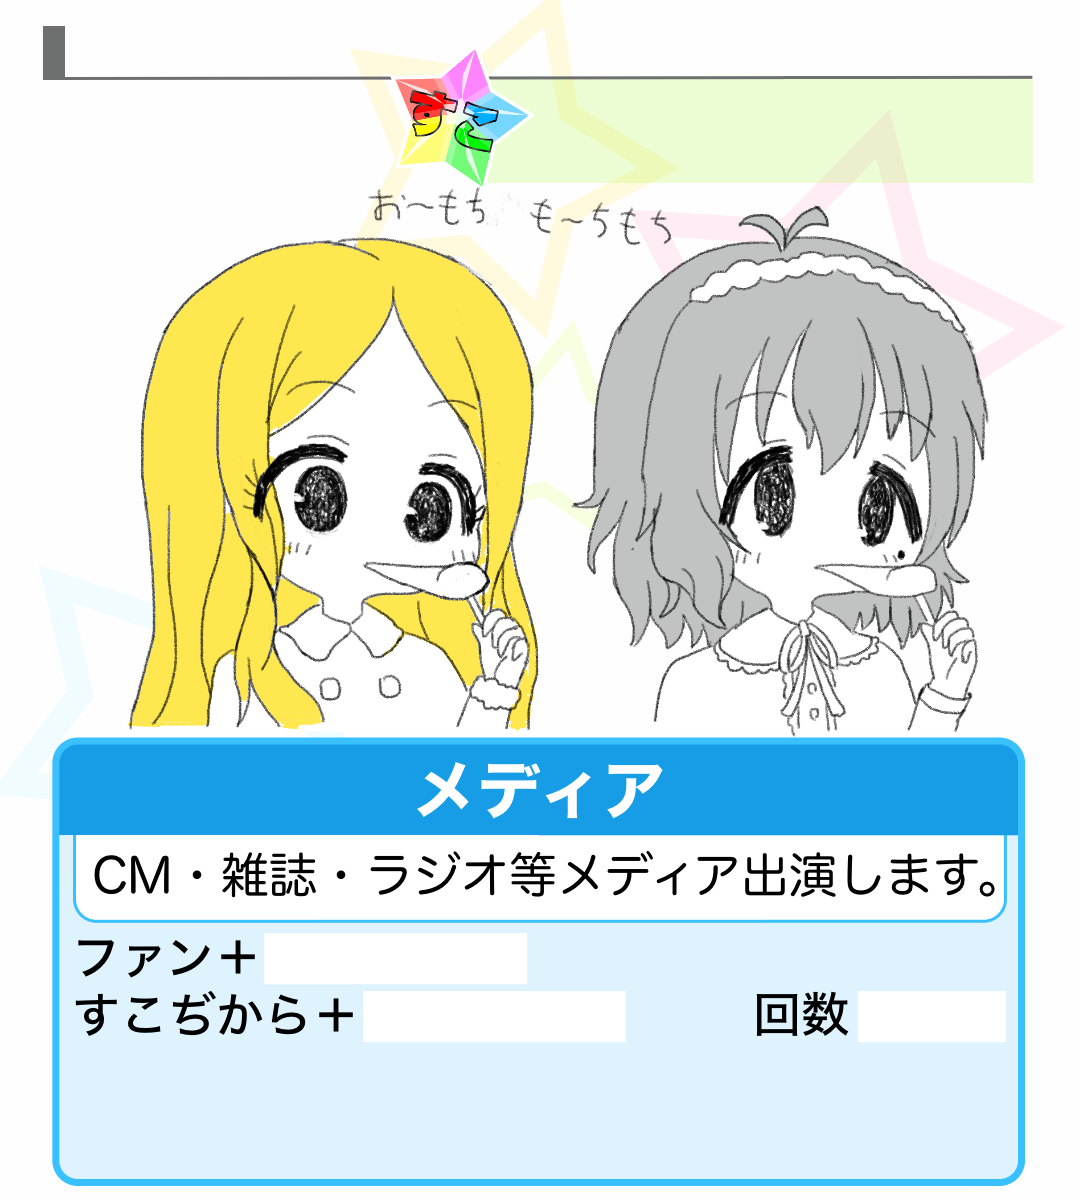 すこ
お〜もち も〜ちもち
メディア
CM・雑誌・ラジオ等メディア出演します。
ファン＋
すこぢから＋ 回数